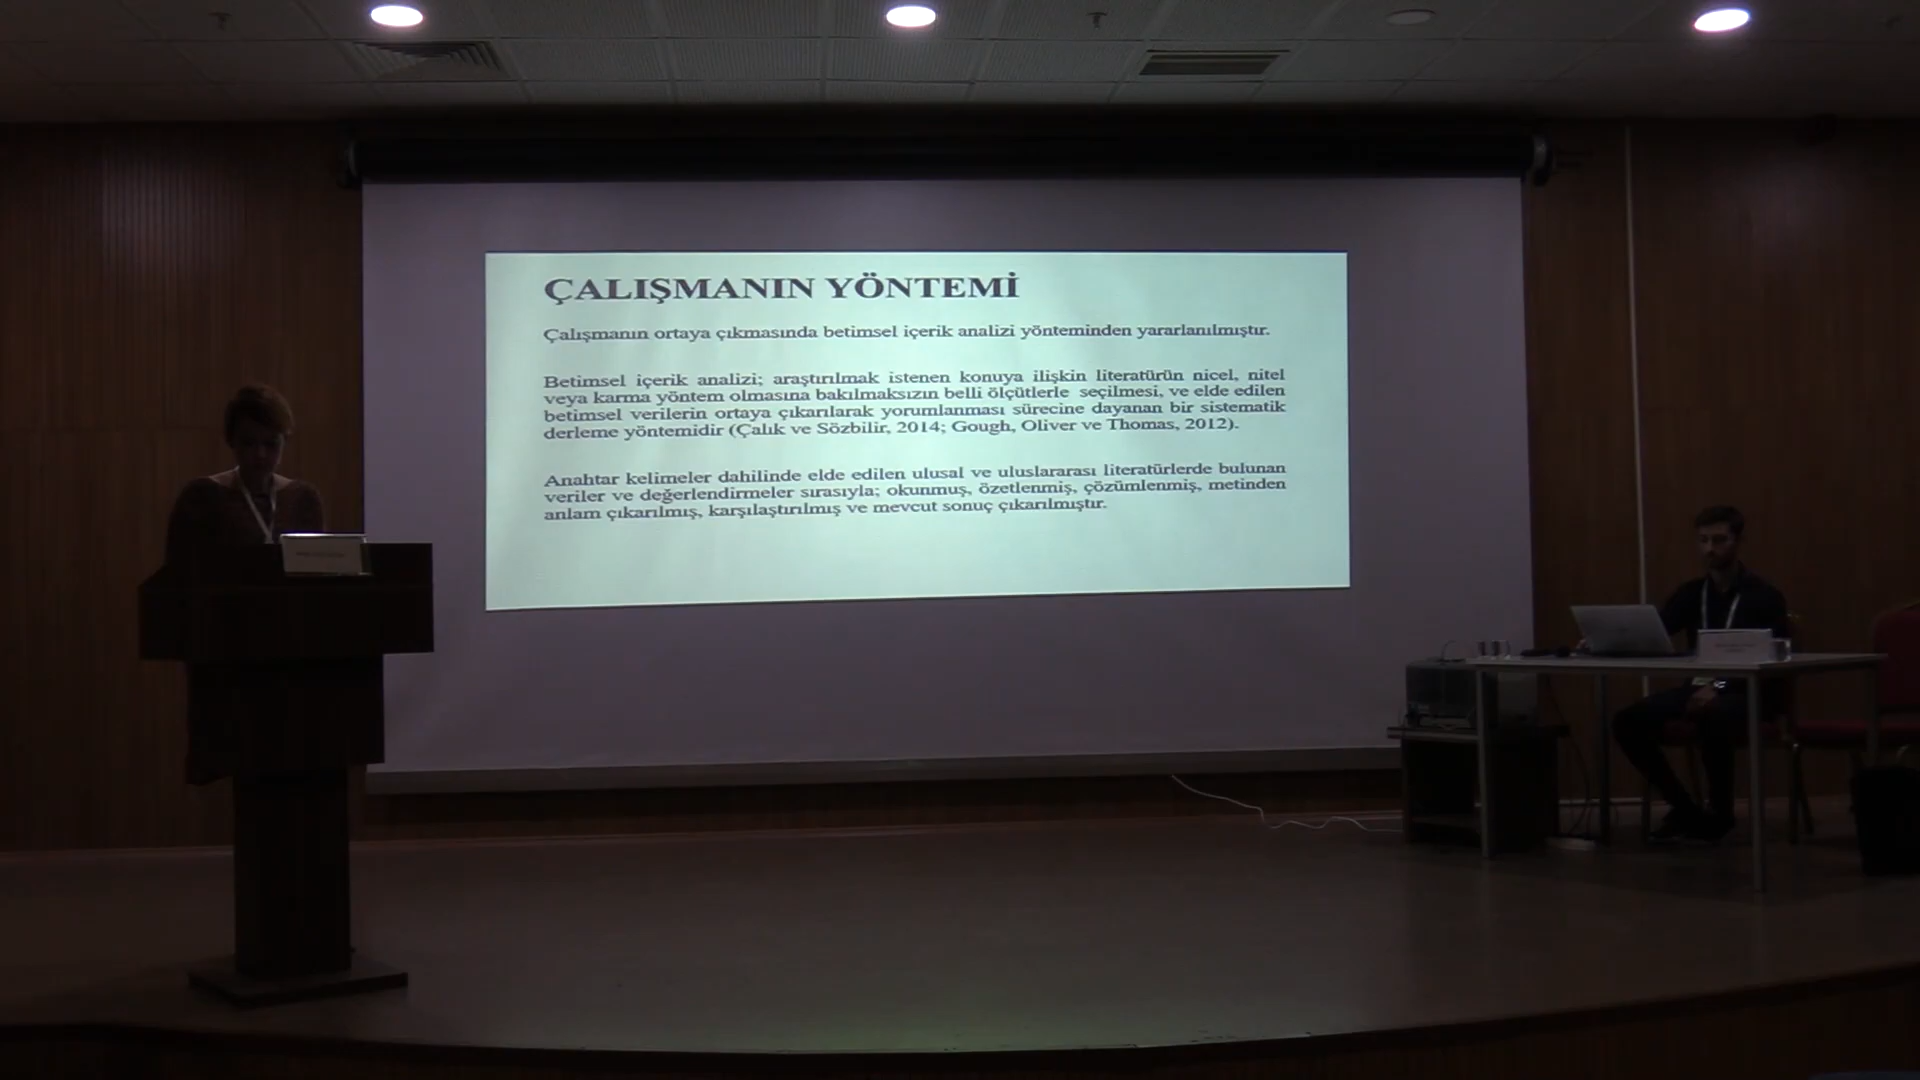 ÇALIŞMANIN YÖNTEMİ
Çalışmanın ortaya çıkmasında betimsel içerik analizi yönteminden yararlanılmıştır.
Betimsel içerik analizi; araştırılmak istenen konuya ilişkin literatürün nicel, nitel
veya karma yöntem olmasına bakılmaksızın belli ölçütlerle seçilmesi, ve elde edilen
betimsel verilerin ortaya çıkarılarak yorumlanması sürecine dayanan bir sistematik
derleme yöntemidir (Çalık ve Sözbilir, 2014; Gough, Oliver ve Thomas, 2012).
Anahtar kelimeler dahilinde elde edilen ulusal ve uluslararası literatürlerde bulunan
veriler ve değerlendirmeler sırasıyla; okunmuş, özetlenmiş, çözümlenmiş, metinden
anlam çıkarılmış, karşılaştırılmış ve mevcut sonuç çıkarılmıştır.